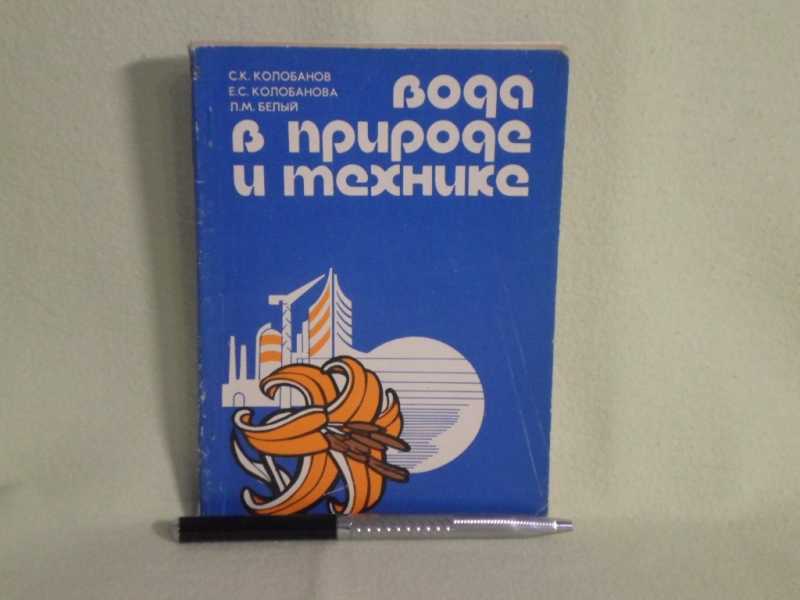 С.К. КОЛОБАНОВ
Е.С. КОЛОБАНОВА
Л.М. БЕЛЫЙ
вода
в природе
и технике